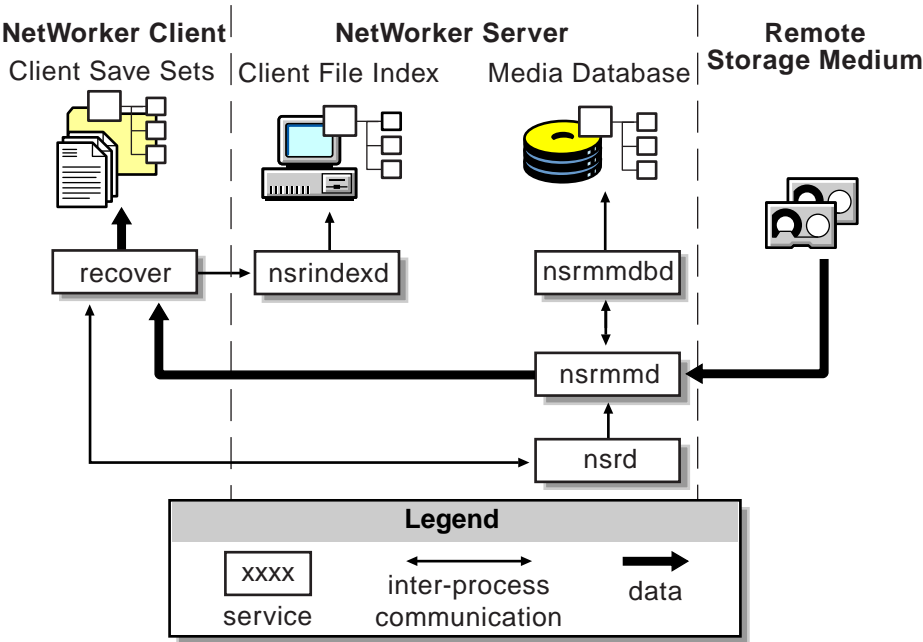 NetWorker Client
NetWorker Server
Remote
Storage Medium
Client Save Sets
Client File Index
Media Database
recover
nsrindexd
nsrmmdbd
nsrmmd
nsrd
Legend
xxxx
service
inter-process
communication
data